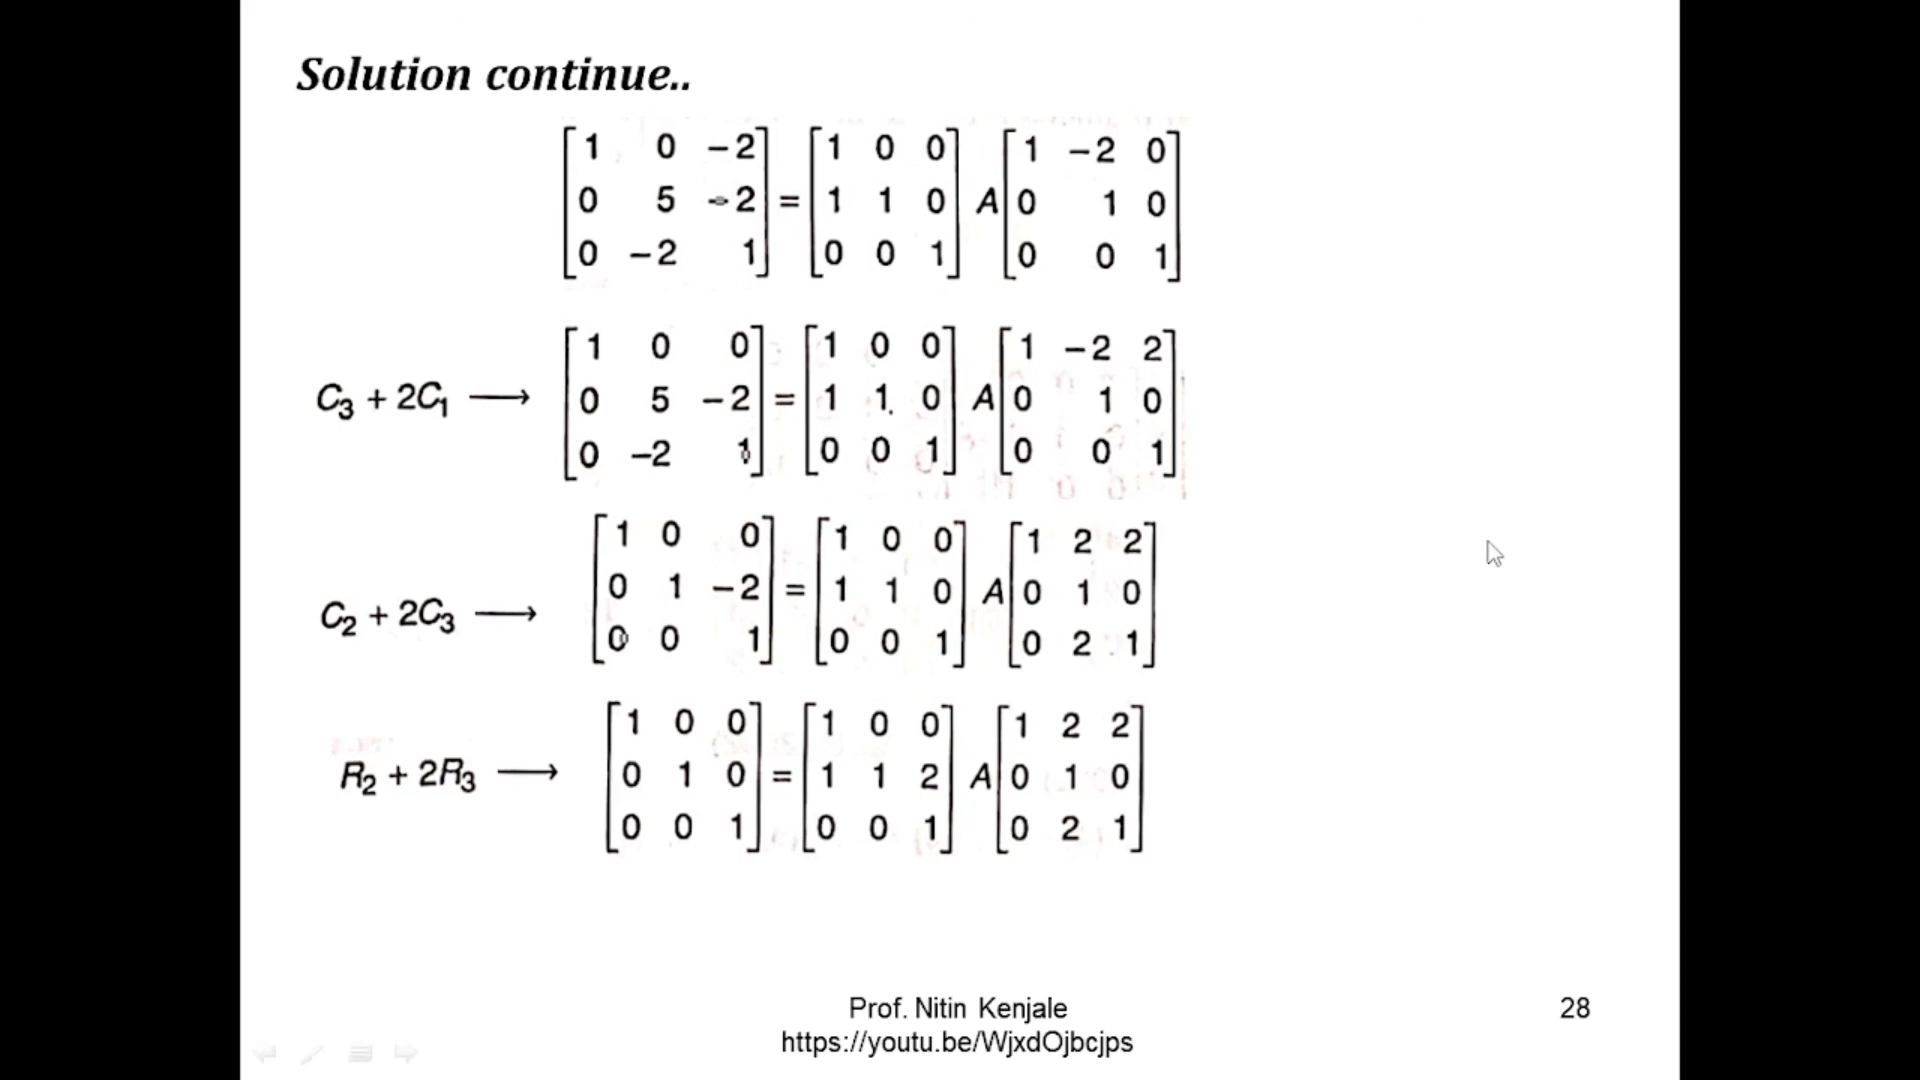 Solution continue..
[1 0 −2] = [1 0 0] A [1 −2 0]
[0 5 −2] [1 1 0] [0 1 0]
[0 −2 1] [0 0 1] [0 0 1]
C₃ + 2C₁ ⟶ [1 0 0] = [1 0 0] A [1 −2 2]
[0 5 −2] [1 1 0] [0 1 0]
[0 −2 1] [0 0 1] [0 0 1]
C₂ + 2C₃ ⟶ [1 0 0] = [1 0 0] A [1 2 2]
[0 1 −2] [1 1 0] [0 1 0]
[0 0 1] [0 0 1] [0 2 1]
R₂ + 2R₃ ⟶ [1 0 0] = [1 0 0] A [1 2 2]
[0 1 0] [1 1 2] [0 1 0]
[0 0 1] [0 0 1] [0 2 1]
Prof. Nitin Kenjale
https://youtu.be/WjxdOjbcjps
28